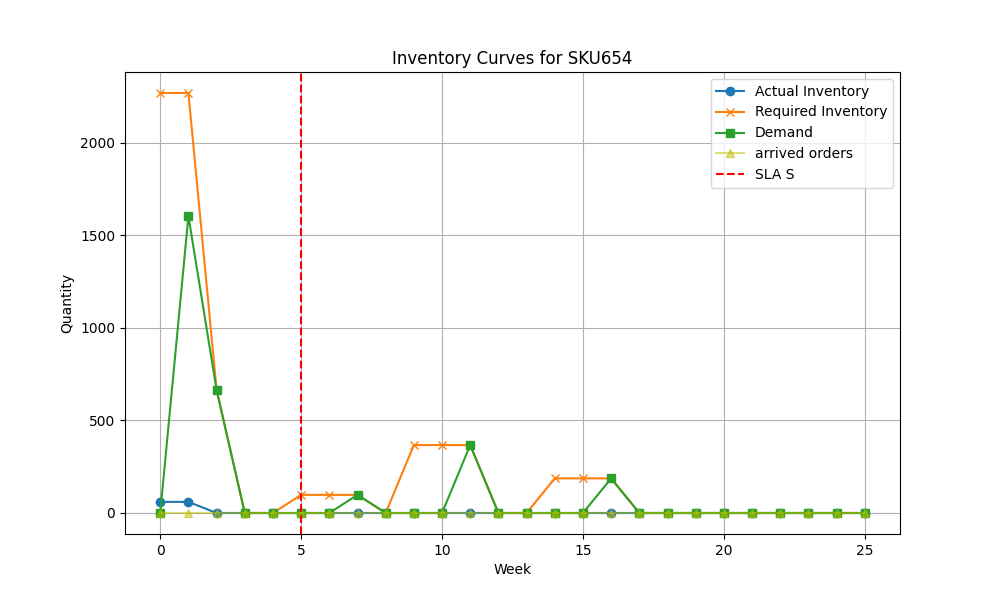 Inventory Curves for SKU654
Actual Inventory
Required Inventory
Demand
arrived orders
SLA S
Quantity
2000
1500
1000
500
0
0 5 10 15 20 25
Week